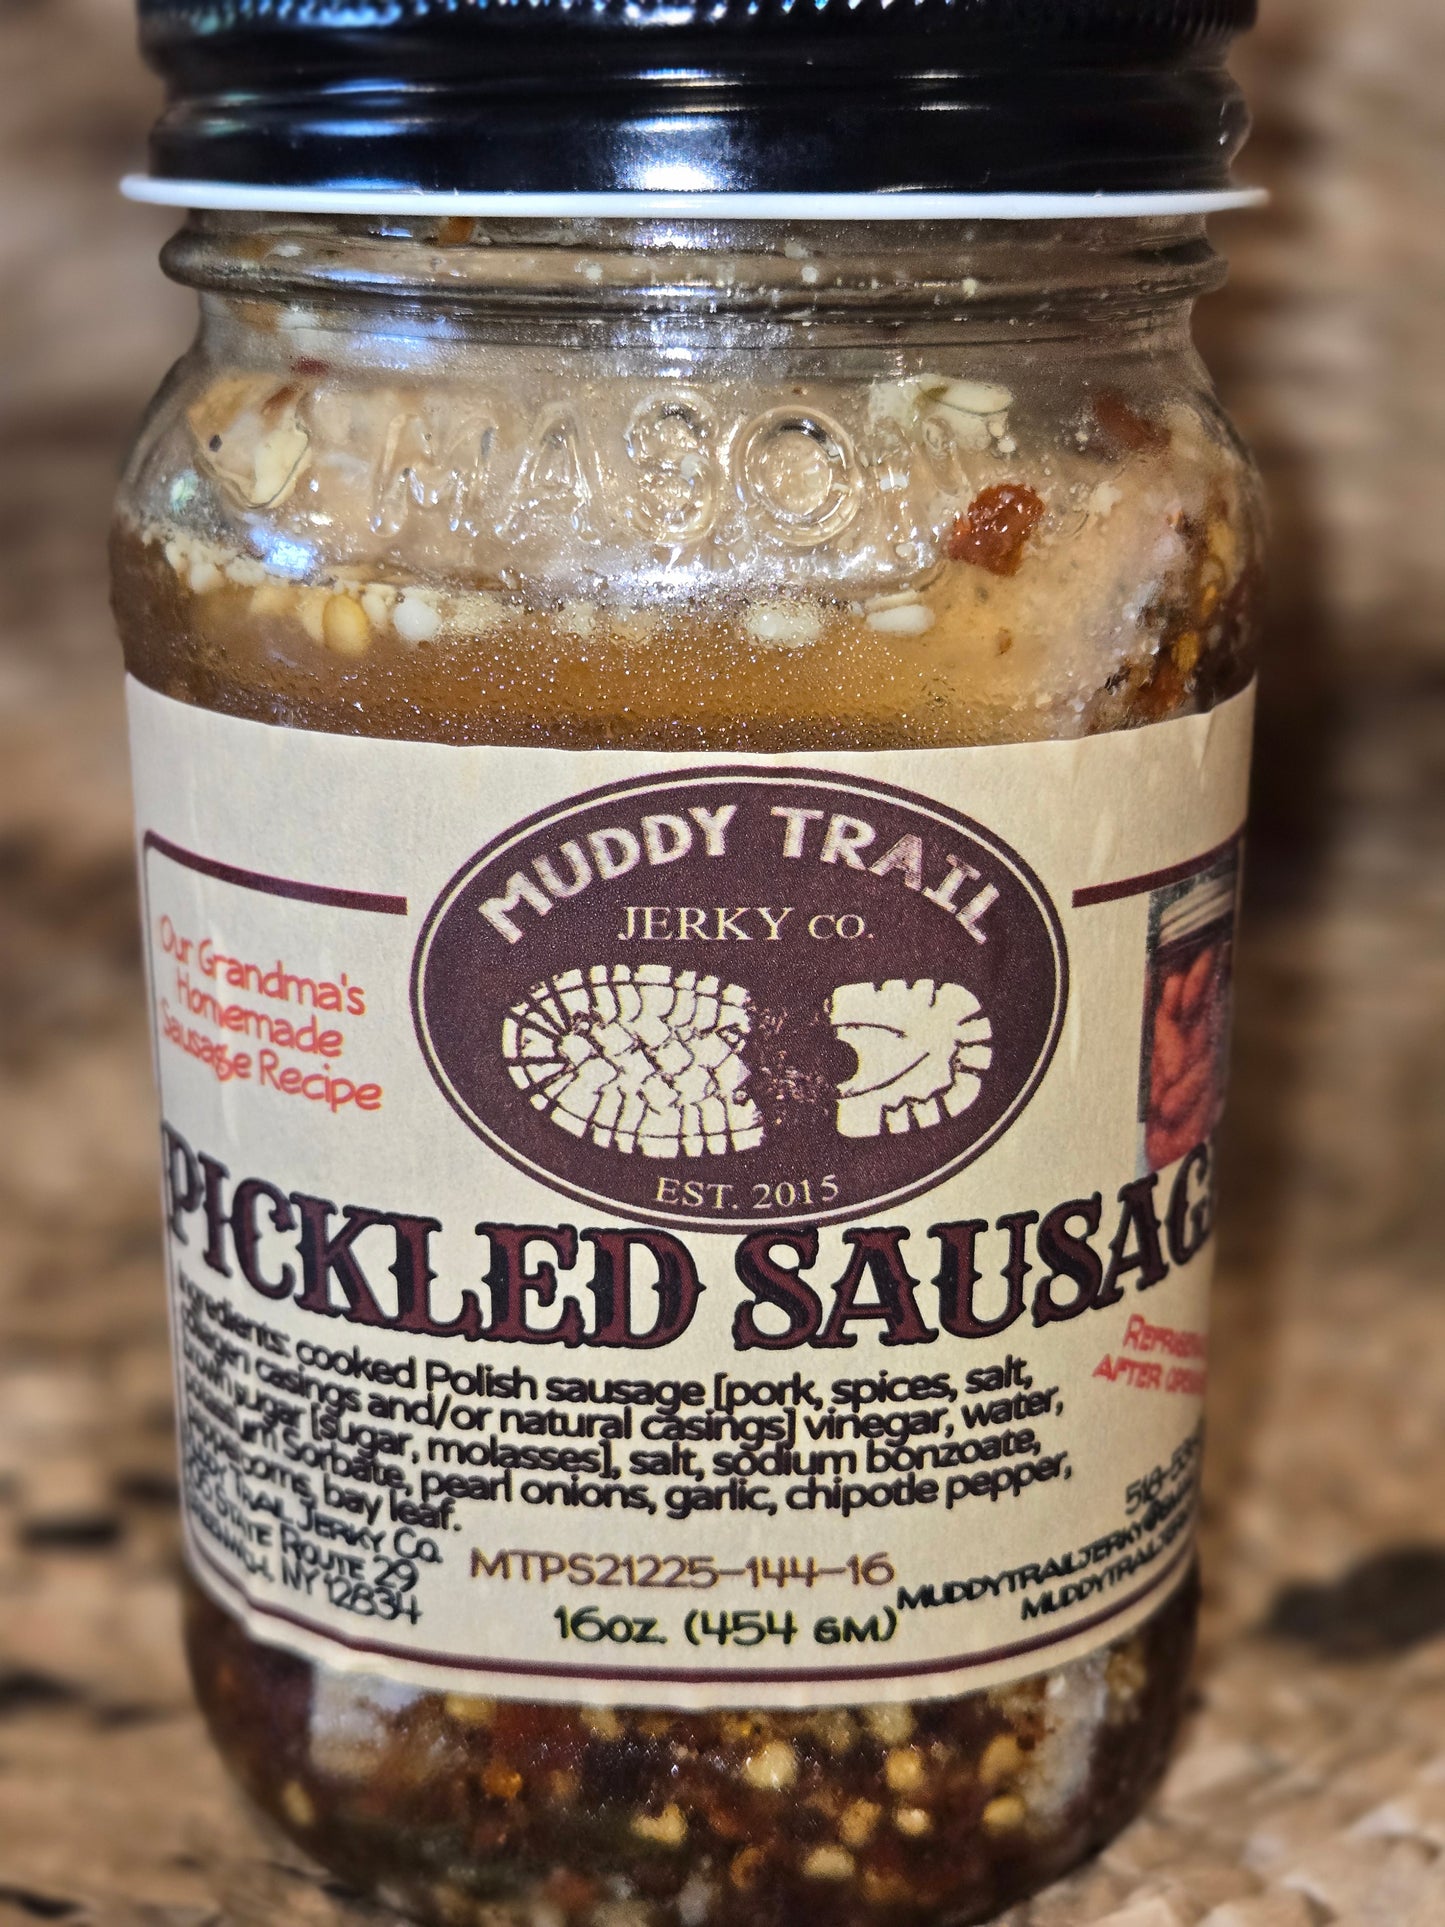 MASON
MUDDY TRAIL
JERKY CO.
EST. 2015
Our Grandma's
Homemade
Sausage Recipe
PICKLED SAUSAG
Ingredients: cooked Polish sausage [pork, spices, salt,
collagen casings and/or natural casings] vinegar, water,
brown sugar [sugar, molasses], salt, sodium bonzoate,
Potassium Sorbate, pearl onions, garlic, chipotle pepper,
peppercorns, bay leaf.
MUDDY TRAIL JERKY CO.
STATE ROUTE 29
NY 12834
MTPS21225-144-16
16oz. (454 GM)
AFTER
MUDDYTRAILJERKY@
MUDDYTRAILJER